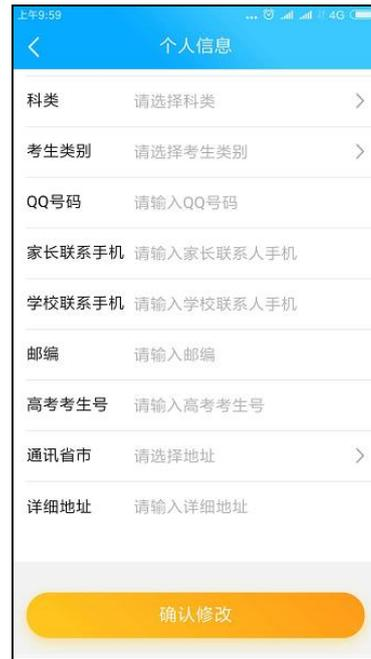 上午9:59
... 4G
个人信息
科类 请选择科类
考生类别 请选择考生类别
QQ号码 请输入QQ号码
家长联系手机 请输入家长联系人手机
学校联系手机 请输入学校联系人手机
邮编 请输入邮编
高考考生号 请输入高考考生号
通讯省市 请选择地址
详细地址 请输入详细地址
确认修改